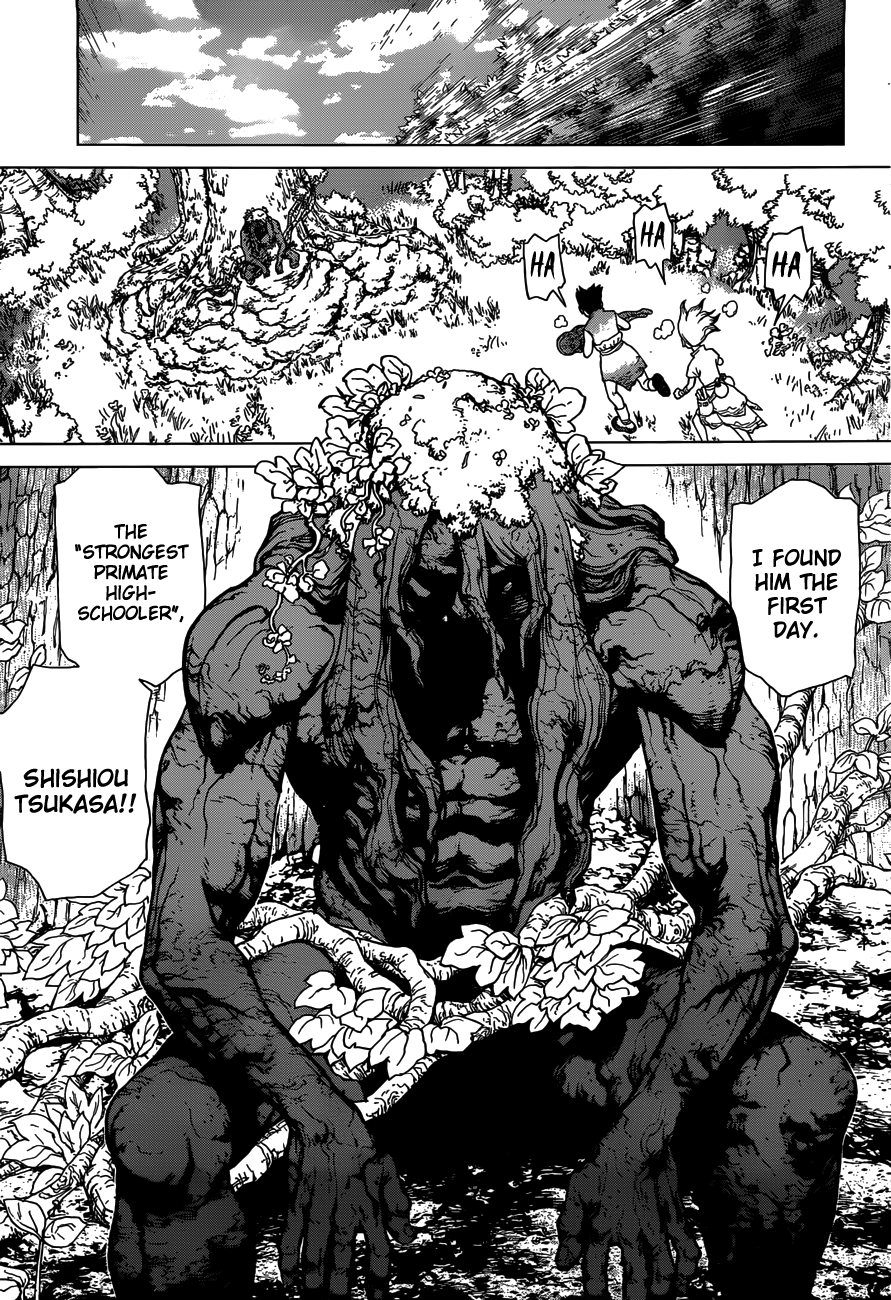 HA
HA
HA
I FOUND
HIM THE
FIRST
DAY.
THE
"STRONGEST
PRIMATE
HIGH-
SCHOOLER",
SHISHIOU
TSUKASA!!